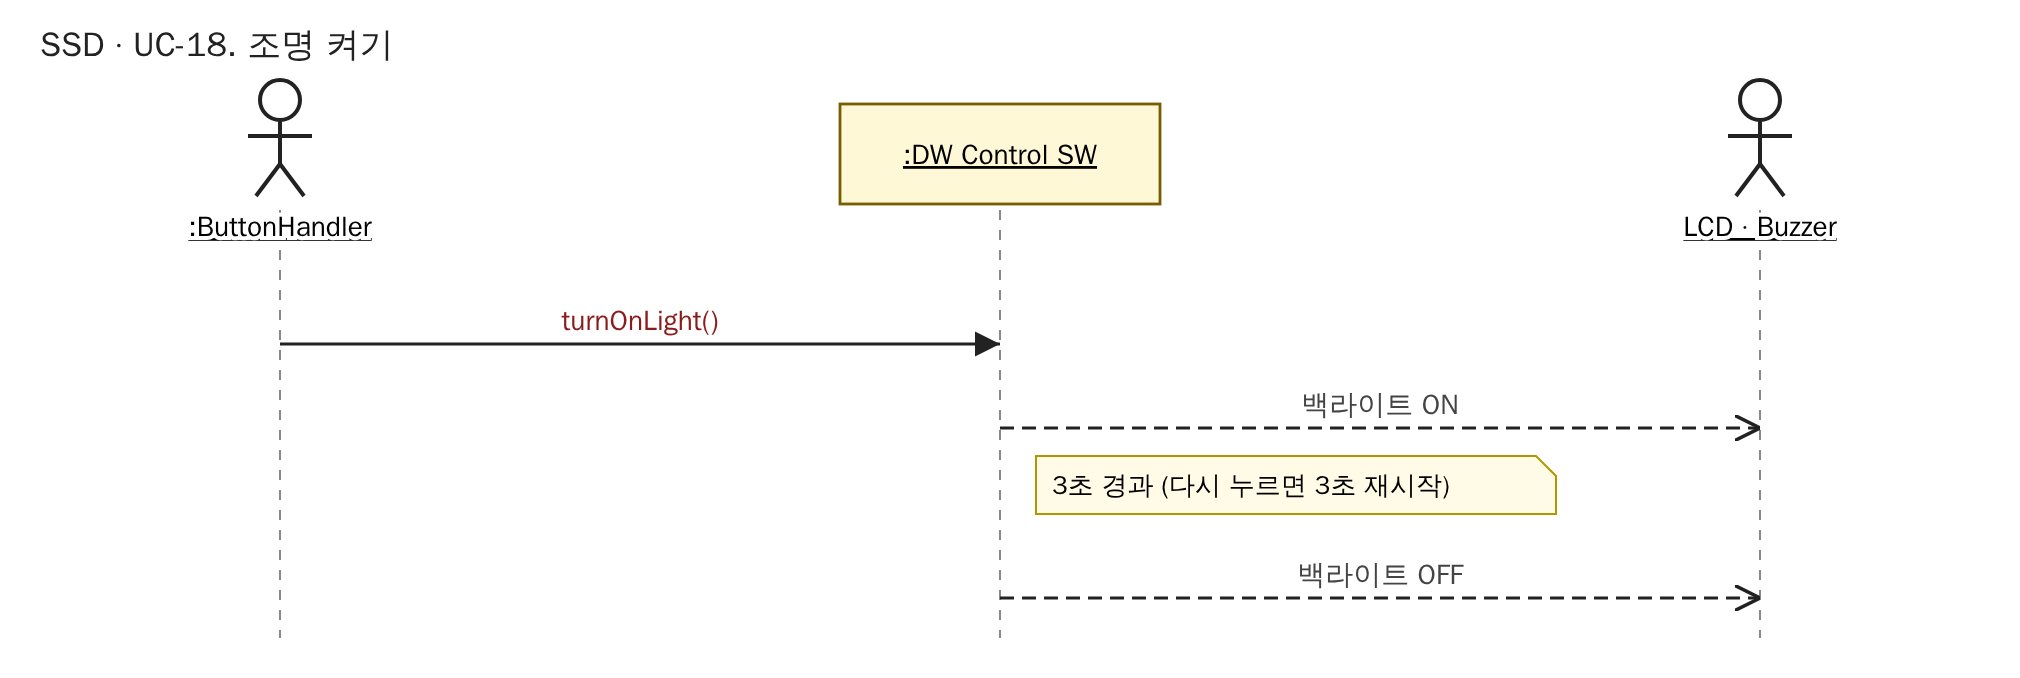 SSD · UC-18. 조명 켜기
:ButtonHandler
:DW Control SW
LCD · Buzzer
turnOnLight()
백라이트 ON
3초 경과 (다시 누르면 3초 재시작)
백라이트 OFF